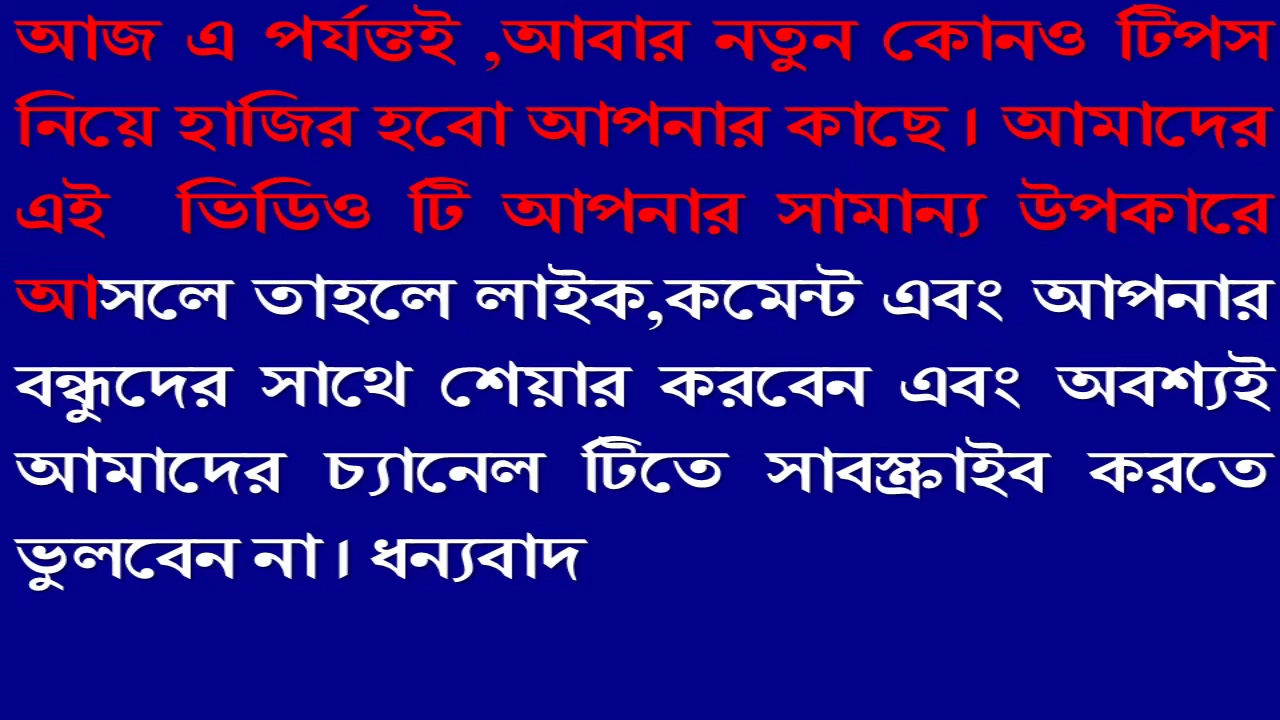 আজ এ পর্যন্তই ,আবার নতুন কোনও টিপস
নিয়ে হাজির হবো আপনার কাছে। আমাদের
এই ভিডিও টি আপনার সামান্য উপকারে
আসলে তাহলে লাইক,কমেন্ট এবং আপনার
বন্ধুদের সাথে শেয়ার করবেন এবং অবশ্যই
আমাদের চ্যানেল টিতে সাবস্ক্রাইব করতে
ভুলবেন না। ধন্যবাদ